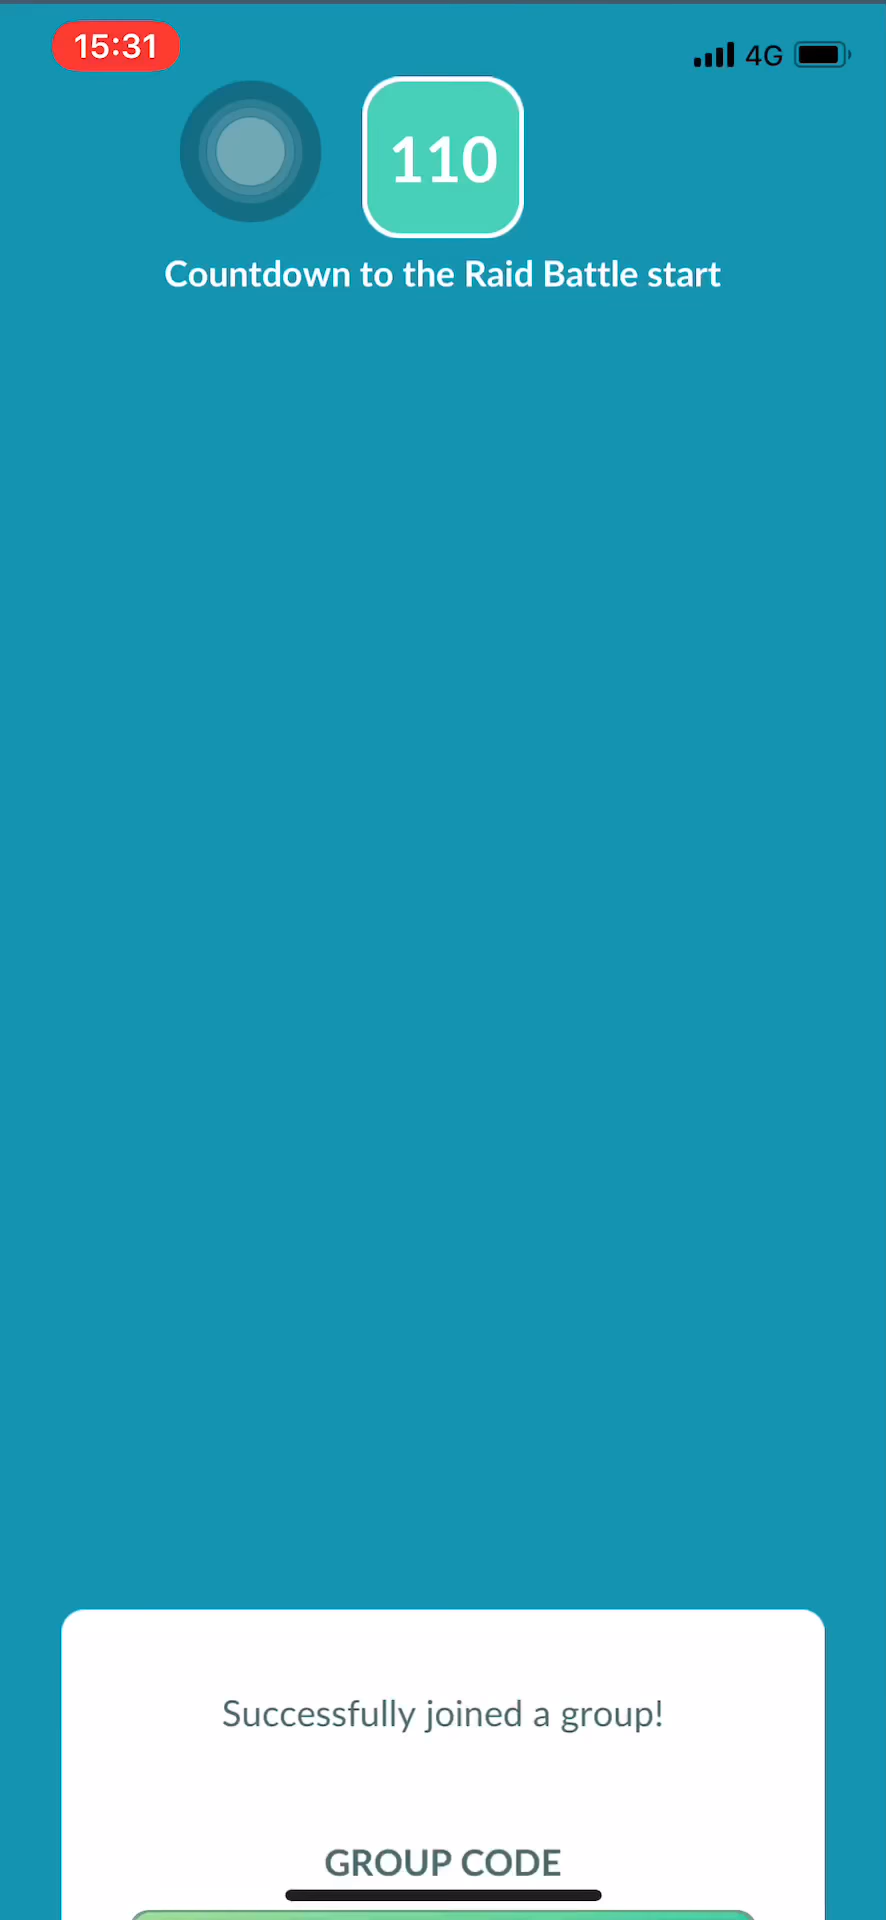 15:31
4G
110
Countdown to the Raid Battle start
Successfully joined a group!
GROUP CODE